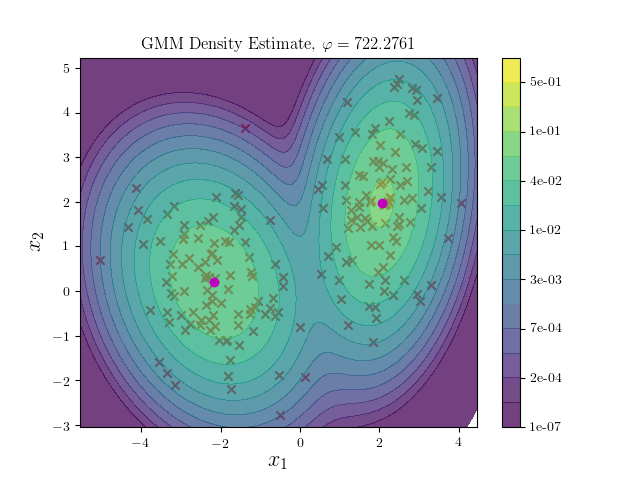 GMM Density Estimate, φ = 722.2761
5
4
3
2
1
0
−1
−2
−3
x₂
−4
−2
0
2
4
x₁
5e-01
1e-01
4e-02
1e-02
3e-03
7e-04
2e-04
1e-07